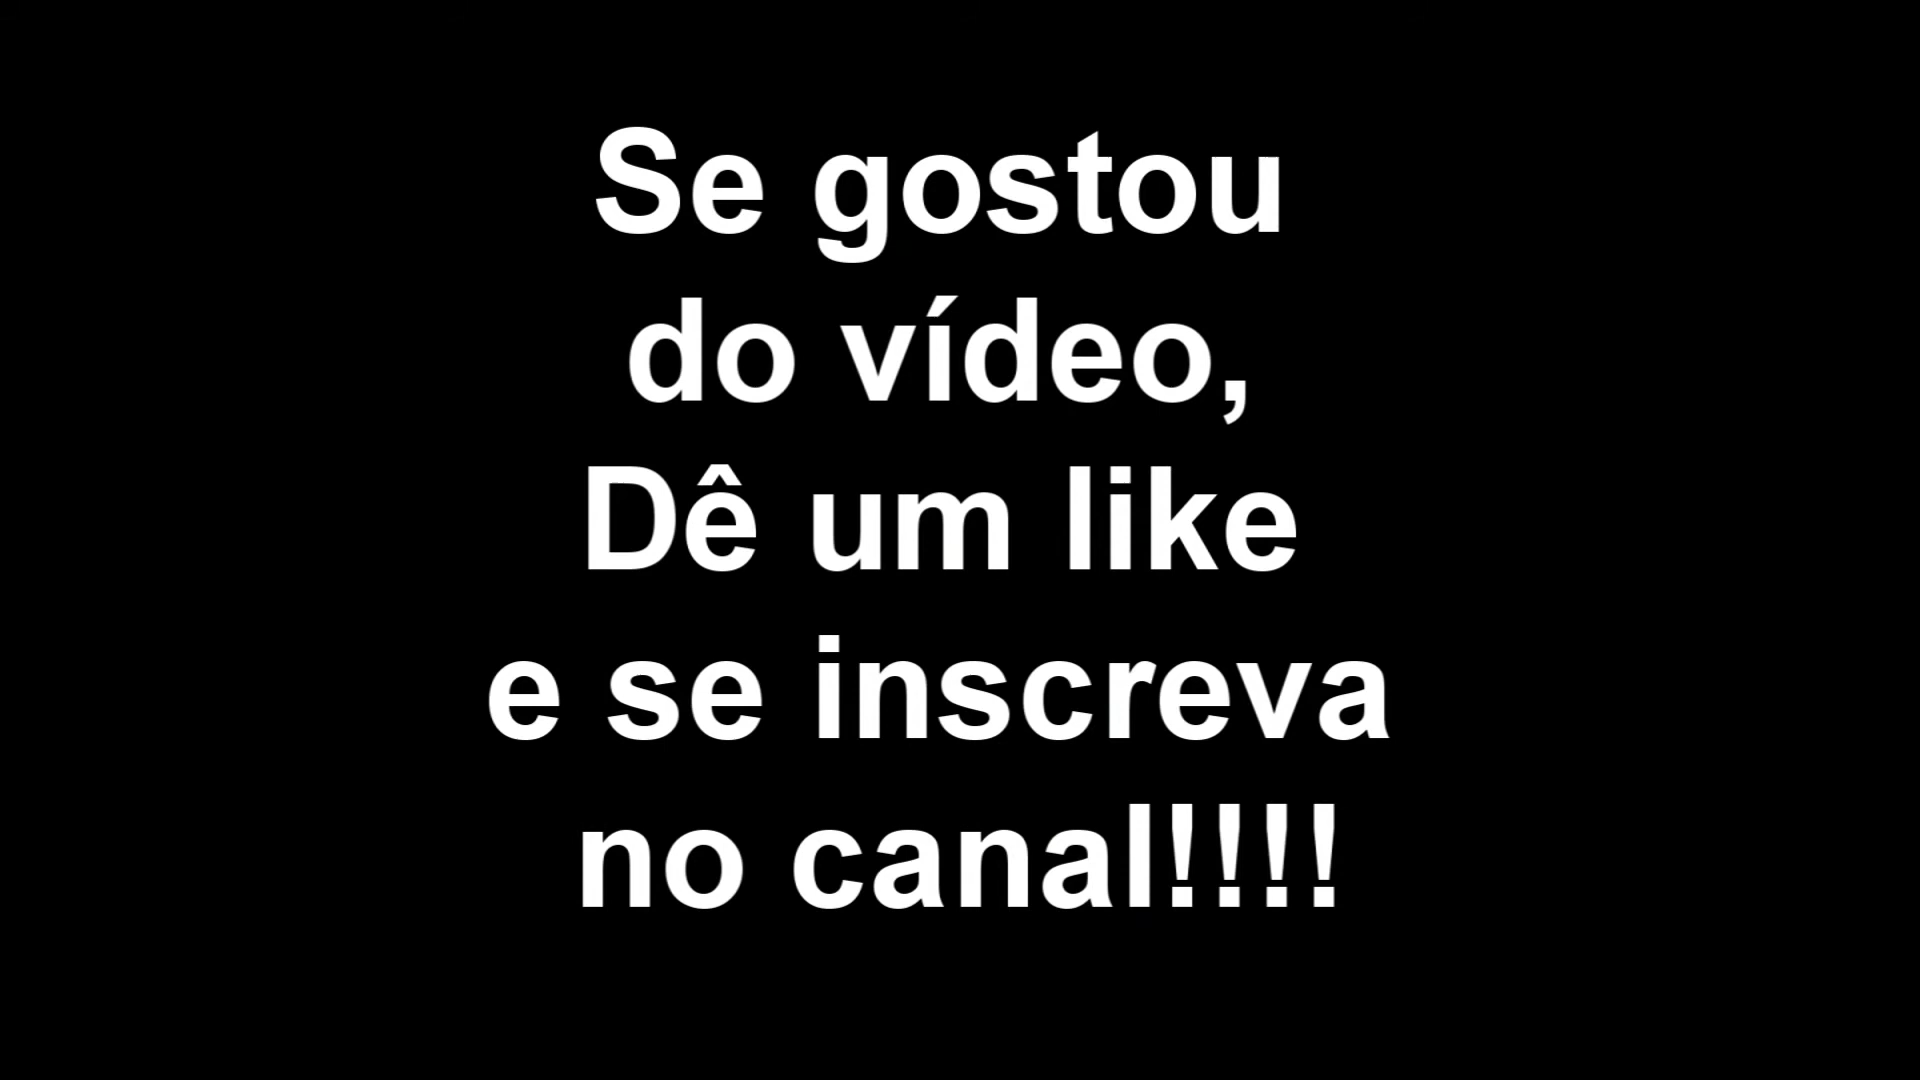 Se gostou
do vídeo,
Dê um like
e se inscreva
no canal!!!!